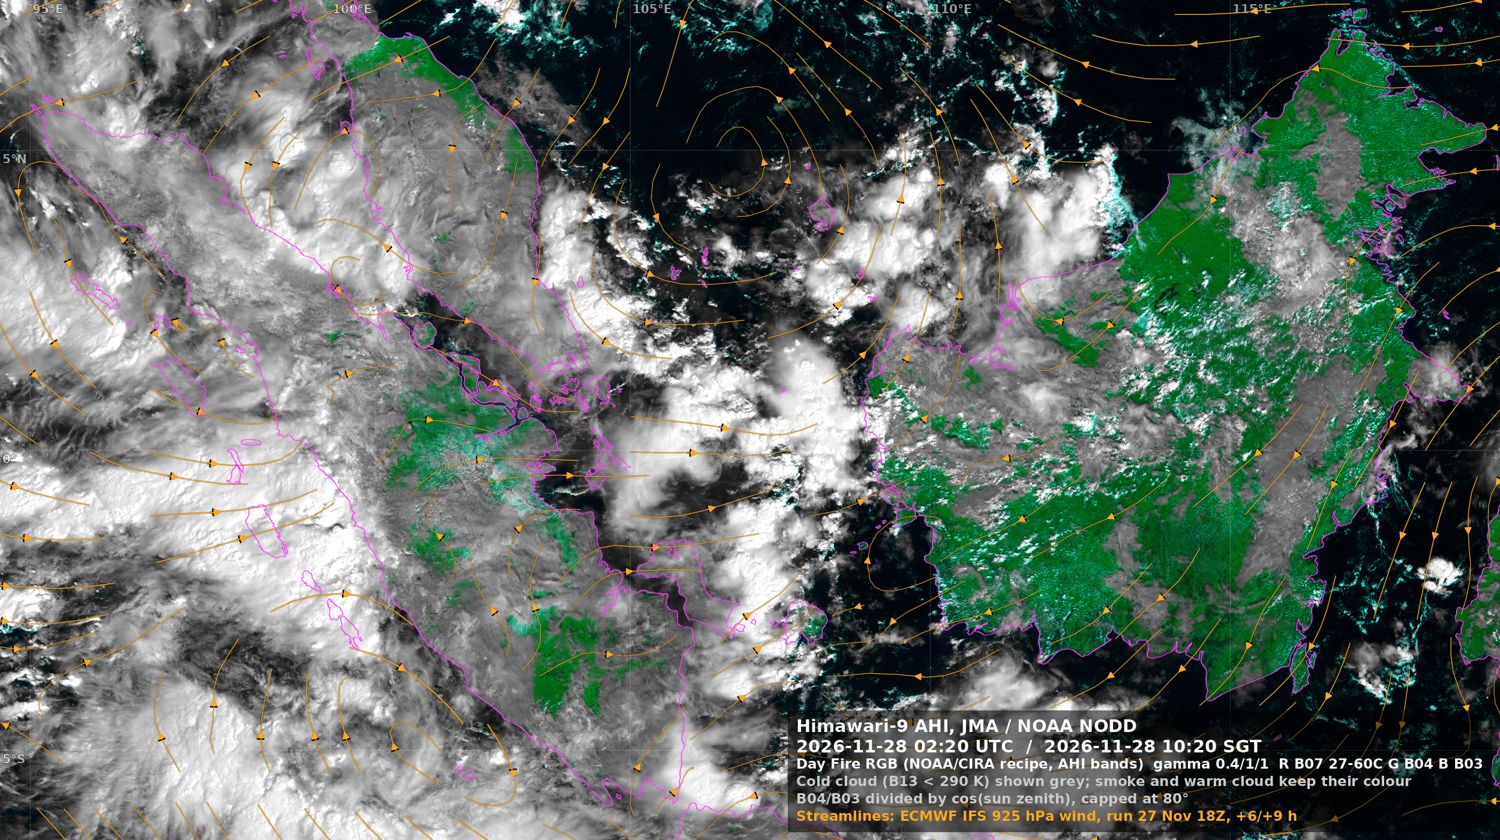 95°E
100°E
105°E
110°E
115°E
5°N
0°
5°S
Himawari-9 AHI, JMA / NOAA NODD
2026-11-28 02:20 UTC / 2026-11-28 10:20 SGT
Day Fire RGB (NOAA/CIRA recipe, AHI bands) gamma 0.4/1/1 R B07 27-60C G B04 B B03
Cold cloud (B13 < 290 K) shown grey; smoke and warm cloud keep their colour
B04/B03 divided by cos(sun zenith), capped at 80°
Streamlines: ECMWF IFS 925 hPa wind, run 27 Nov 18Z, +6/+9 h